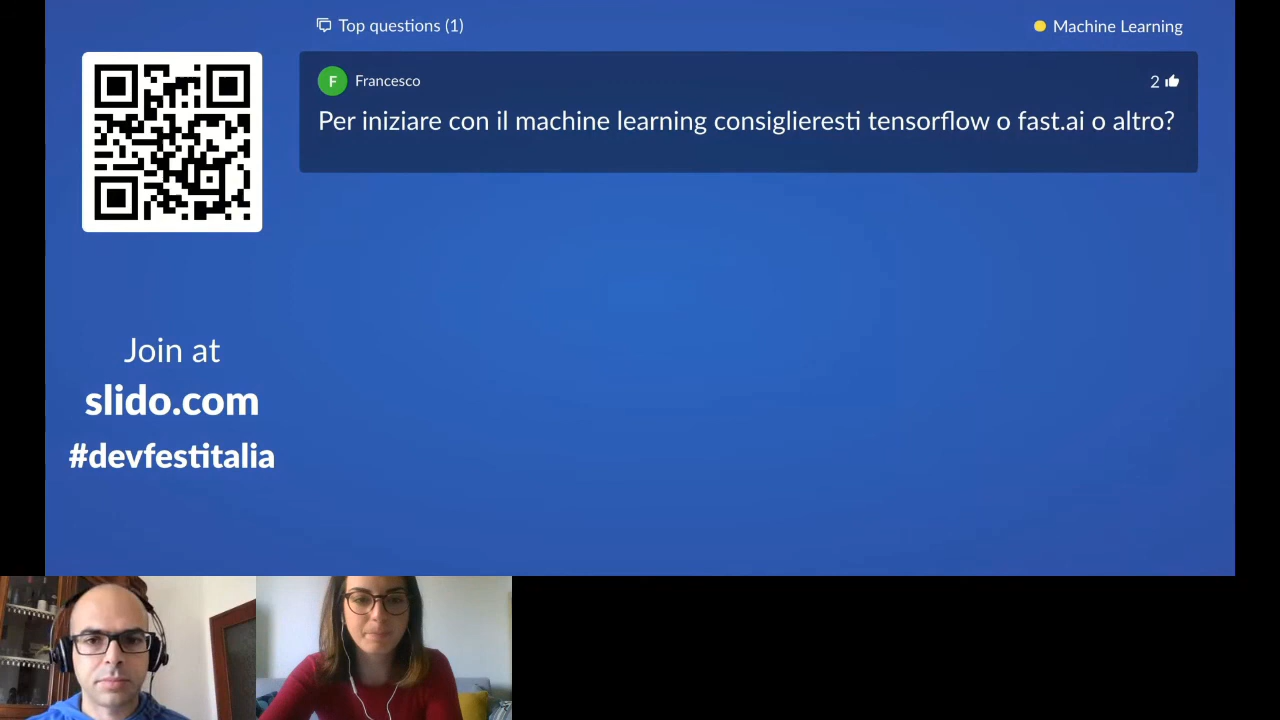 Top questions (1)
Machine Learning
F
Francesco
2
Per iniziare con il machine learning consiglieresti tensorflow o fast.ai o altro?
Join at
slido.com
#devfestitalia